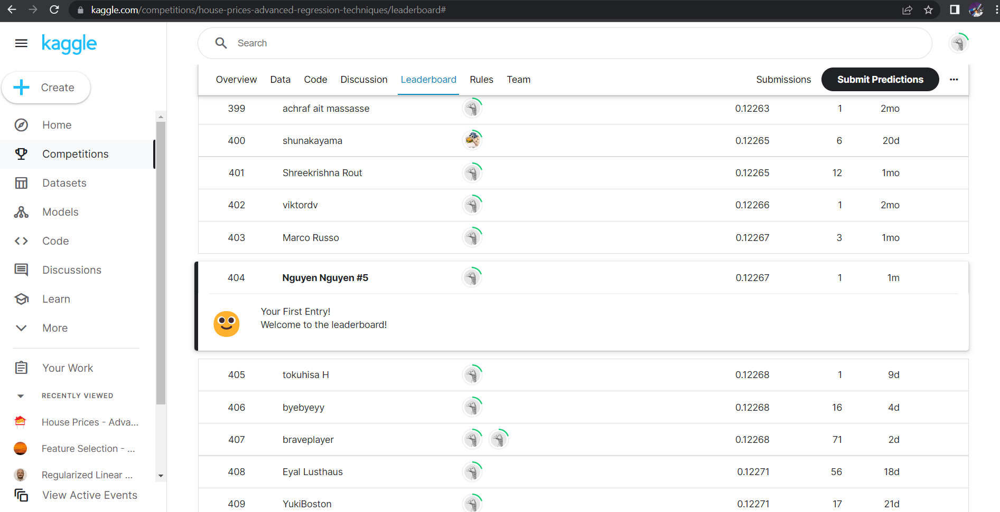 kaggle.com/competitions/house-prices-advanced-regression-techniques/leaderboard#
kaggle
Search
Create
Home
Competitions
Datasets
Models
Code
Discussions
Learn
More
Your Work
RECENTLY VIEWED
House Prices - Adva...
Feature Selection - ...
Regularized Linear ...
View Active Events
Overview Data Code Discussion Leaderboard Rules Team Submissions Submit Predictions
399 achraf ait massasse 0.12263 1 2mo
400 shunakayama 0.12265 6 20d
401 Shreekrishna Rout 0.12265 12 1mo
402 viktordv 0.12266 1 2mo
403 Marco Russo 0.12267 3 1mo
404 Nguyen Nguyen #5 0.12267 1 1m
Your First Entry!
Welcome to the leaderboard!
405 tokuhisa H 0.12268 1 9d
406 byebyeyy 0.12268 16 4d
407 braveplayer 0.12268 71 2d
408 Eyal Lusthaus 0.12271 56 18d
409 YukiBoston 0.12271 17 21d